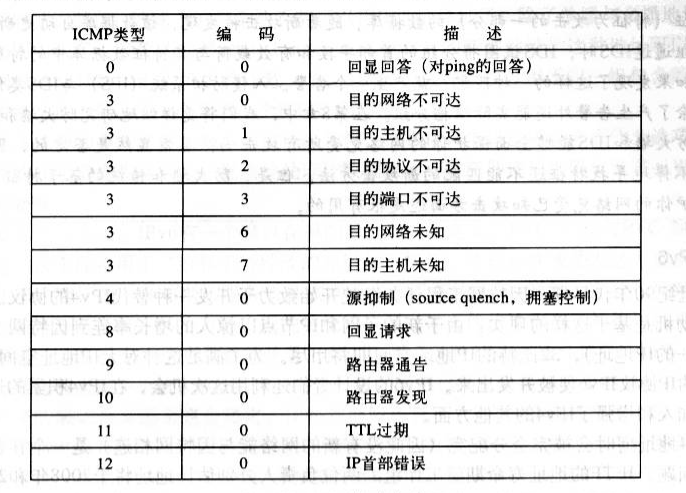 ICMP类型 编 码 描 述
0 0 回显回答（对ping的回答）
3 0 目的网络不可达
3 1 目的主机不可达
3 2 目的协议不可达
3 3 目的端口不可达
3 6 目的网络未知
3 7 目的主机未知
4 0 源抑制（source quench，拥塞控制）
8 0 回显请求
9 0 路由器通告
10 0 路由器发现
11 0 TTL过期
12 0 IP首部错误